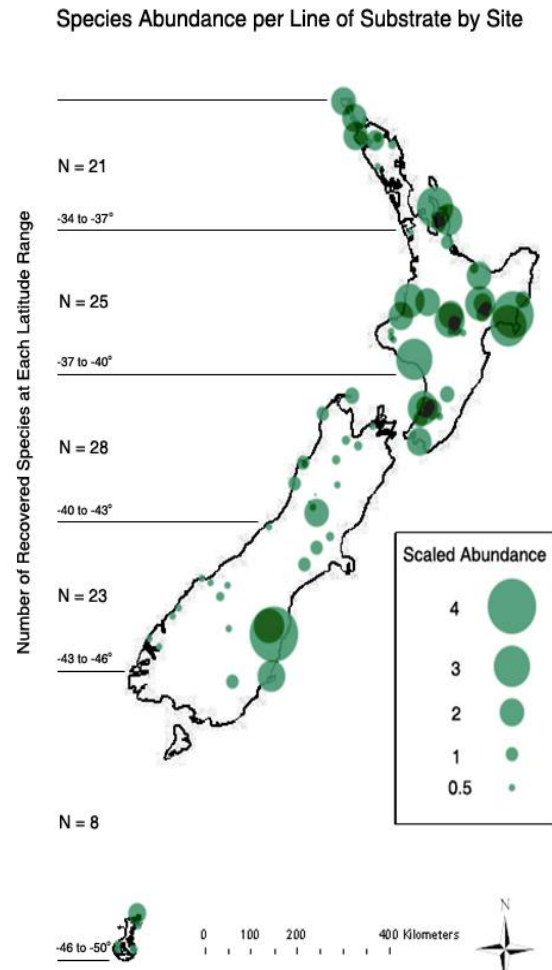 Species Abundance per Line of Substrate by Site
Number of Recovered Species at Each Latitude Range
N = 21
-34 to -37°
N = 25
-37 to -40°
N = 28
-40 to -43°
N = 23
-43 to -46°
N = 8
-46 to -50°
Scaled Abundance
4
3
2
1
0.5
0 100 200 400 Kilometers
N